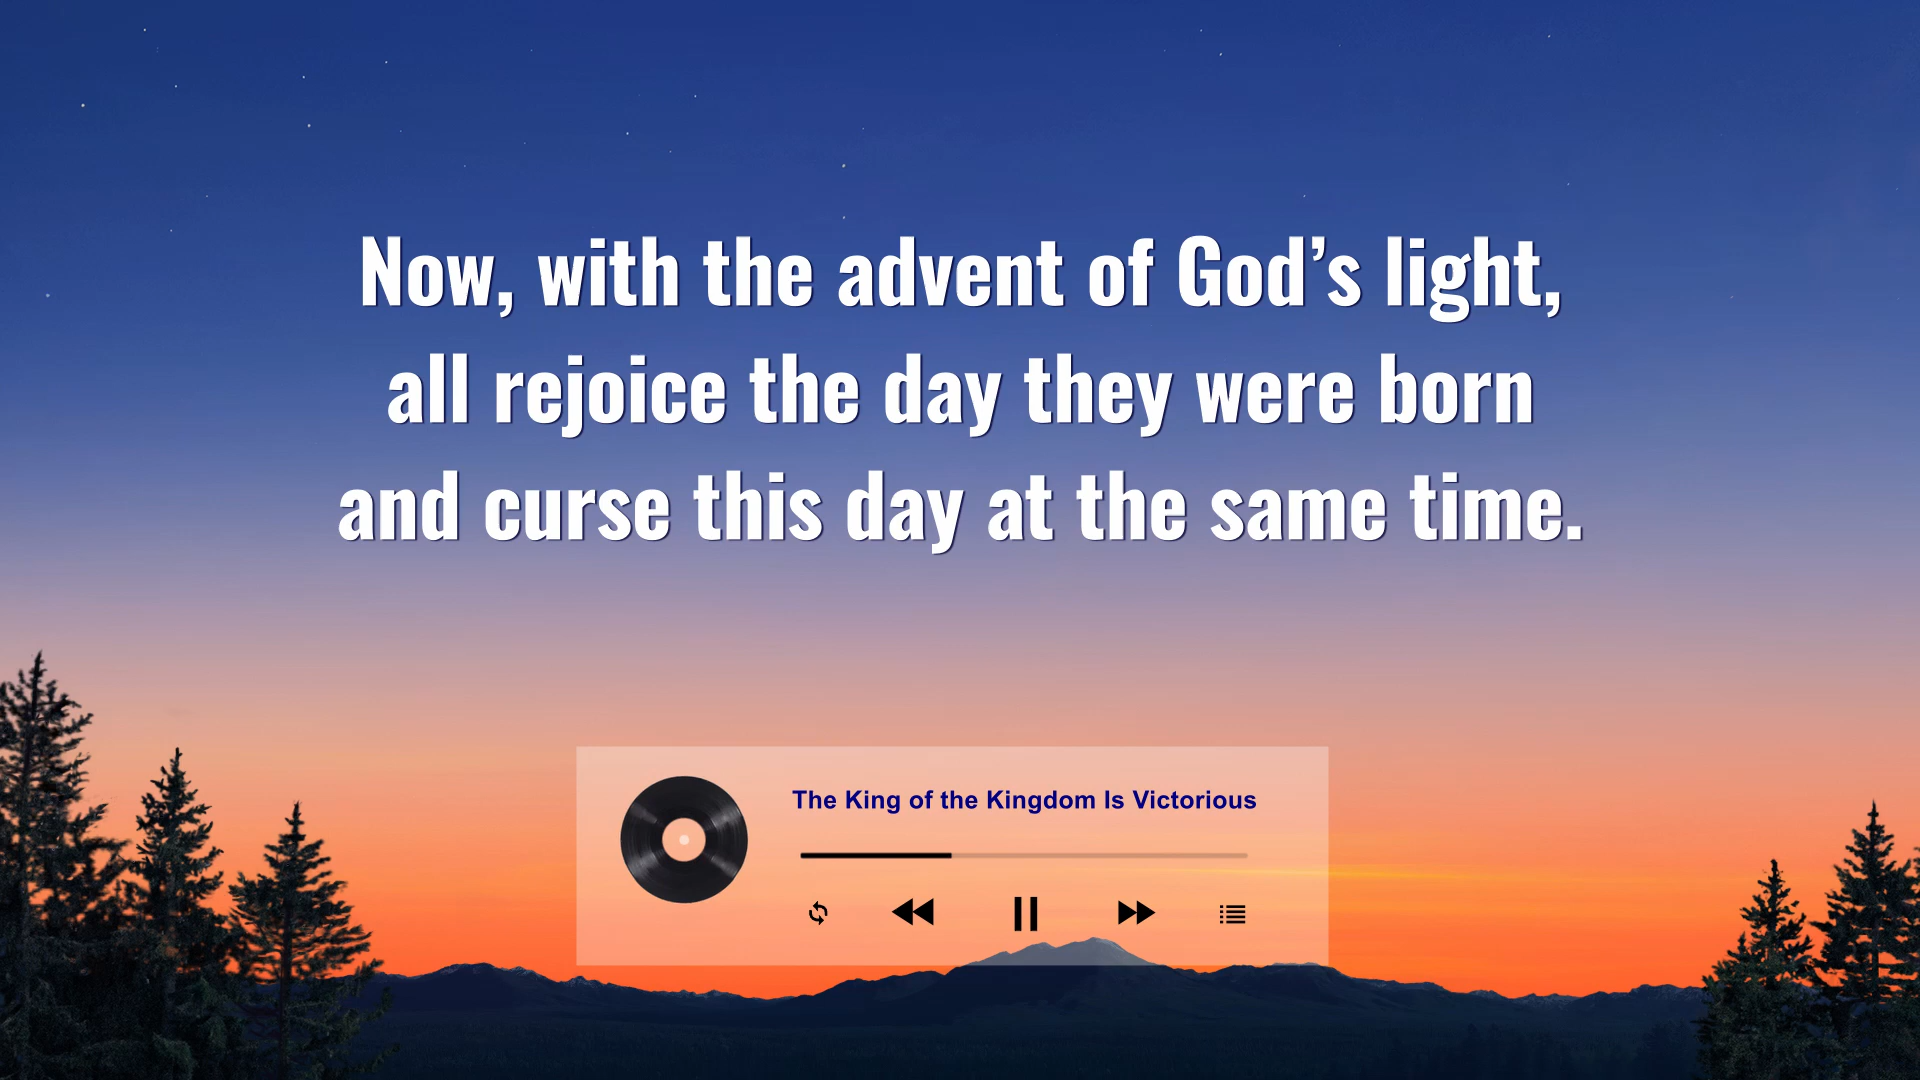 Now, with the advent of God’s light,
all rejoice the day they were born
and curse this day at the same time.
The King of the Kingdom Is Victorious